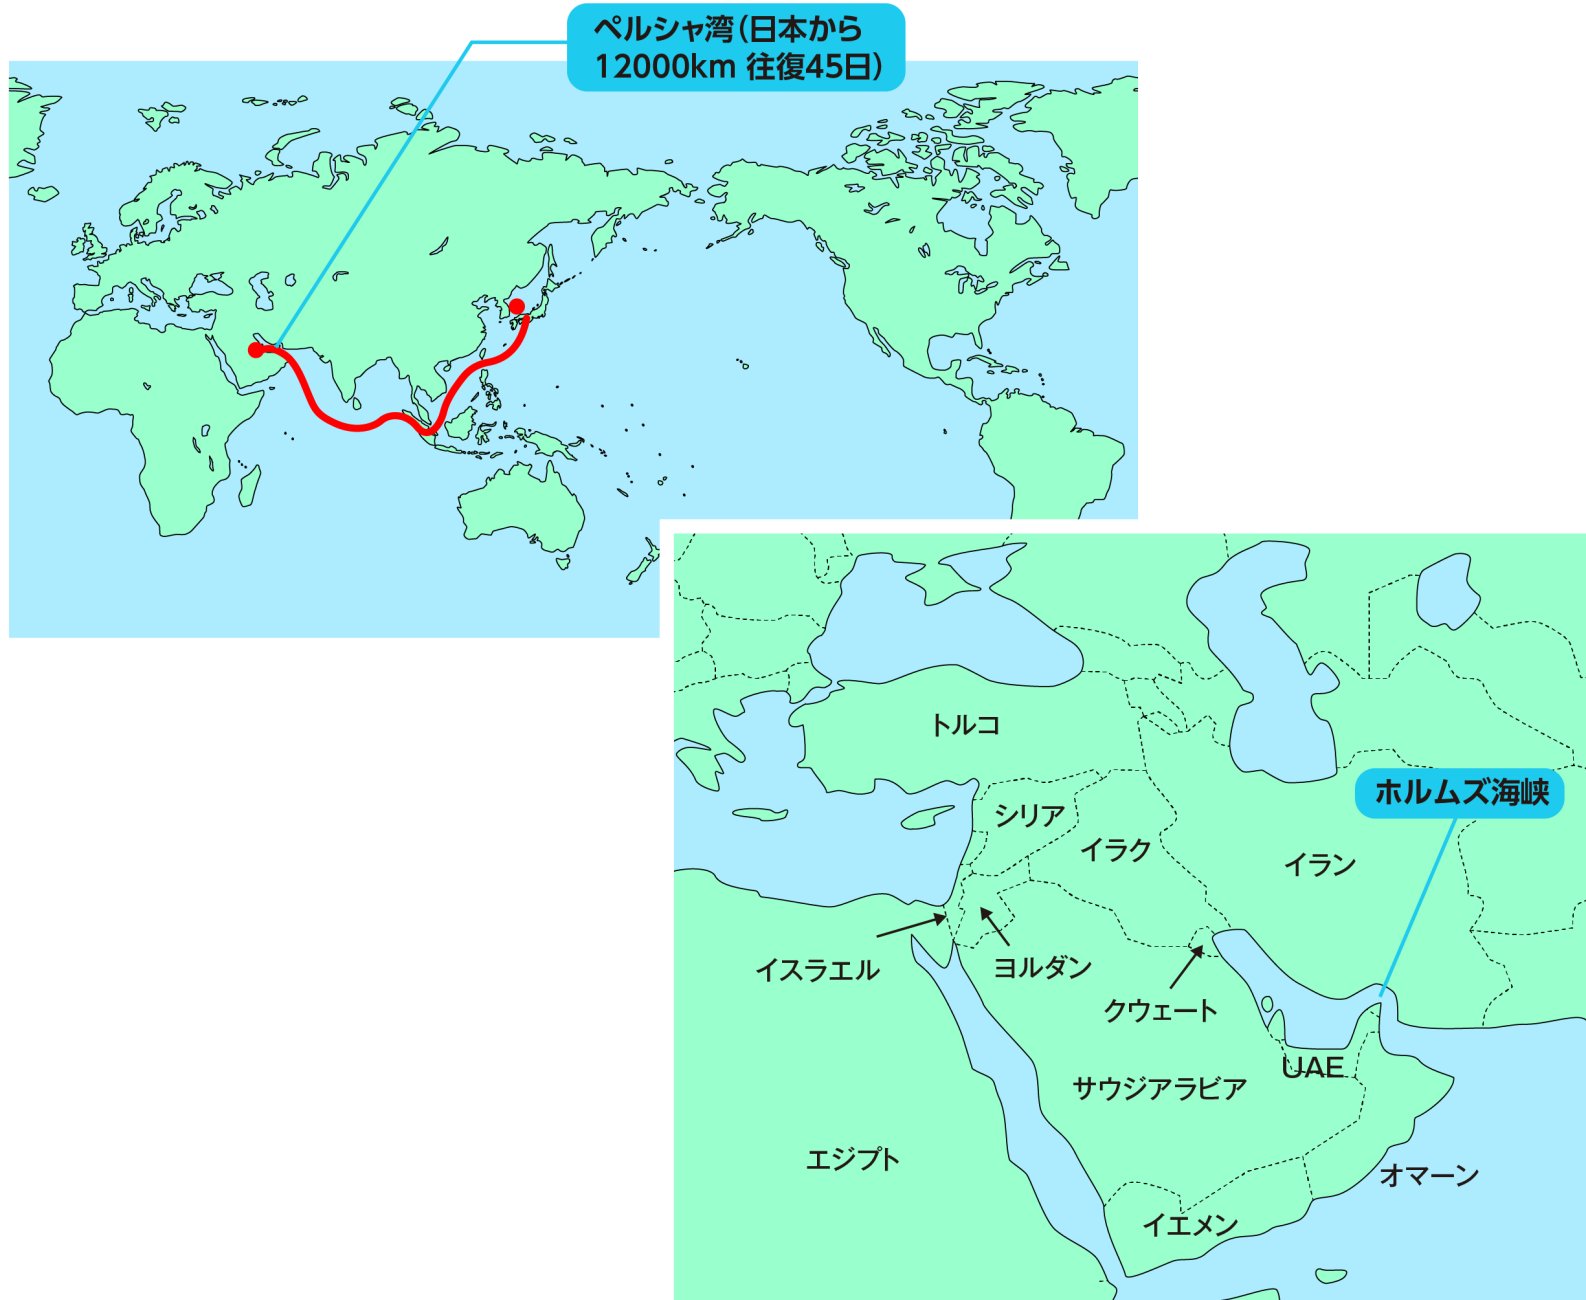 ペルシャ湾（日本から
12000km 往復45日）
トルコ
ホルムズ海峡
シリア
イラク
イラン
イスラエル
ヨルダン
クウェート
UAE
サウジアラビア
エジプト
オマーン
イエメン